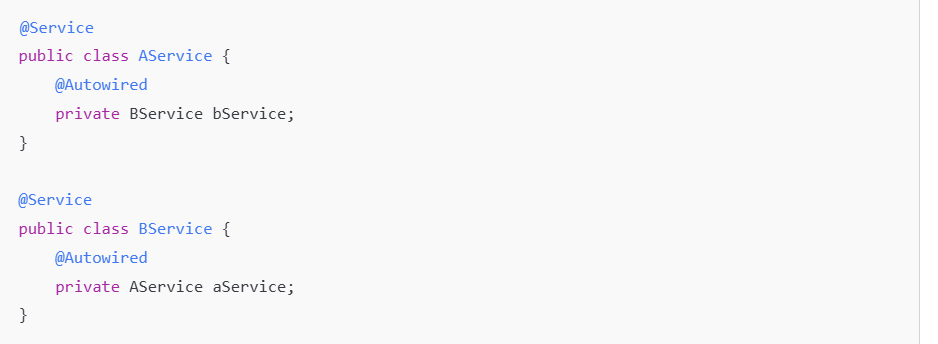 @Service
public class AService {
    @Autowired
    private BService bService;
}

@Service
public class BService {
    @Autowired
    private AService aService;
}